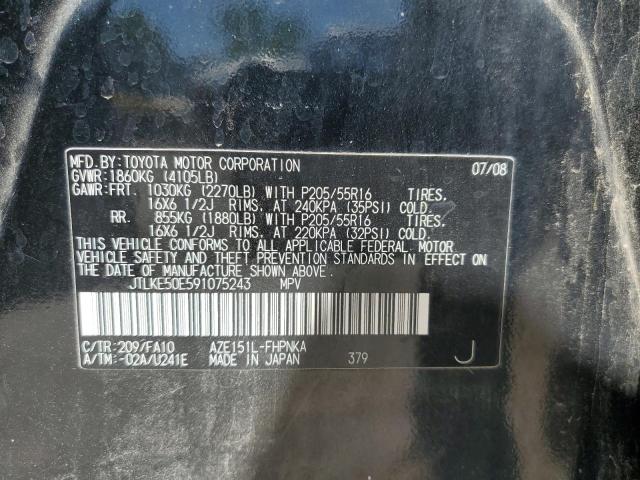 MFD.BY:TOYOTA MOTOR CORPORATION 07/08
GVWR:1860KG (4105LB)
GAWR:FRT. 1030KG (2270LB) WITH P205/55R16 TIRES.
16X6 1/2J RIMS. AT 240KPA (35PSI) COLD.
RR. 855KG (1880LB) WITH P205/55R16 TIRES.
16X6 1/2J RIMS. AT 220KPA (32PSI) COLD.
THIS VEHICLE CONFORMS TO ALL APPLICABLE FEDERAL MOTOR
VEHICLE SAFETY AND THEFT PREVENTION STANDARDS IN EFFECT ON
THE DATE OF MANUFACTURE SHOWN ABOVE.
JTLKE50E591075243 MPV
C/TR:209/FA10 AZE151L-FHPNKA
A/TM:-02A/U241E MADE IN JAPAN 379 J